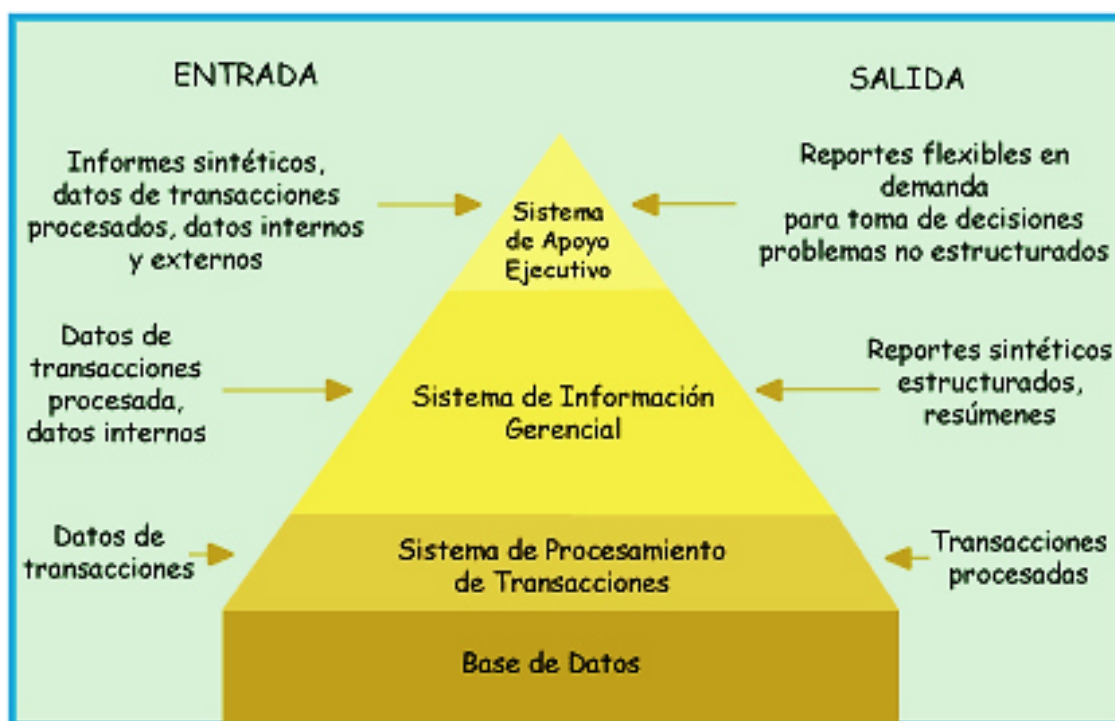 ENTRADA
SALIDA
Informes sintéticos,
datos de transacciones
procesados, datos internos
y externos
Sistema
de Apoyo
Ejecutivo
Reportes flexibles en
demanda
para toma de decisiones
problemas no estructurados
Datos de
transacciones
procesada,
datos internos
Sistema de Información
Gerencial
Reportes sintéticos
estructurados,
resúmenes
Datos de
transacciones
Sistema de Procesamiento
de Transacciones
Transacciones
procesadas
Base de Datos